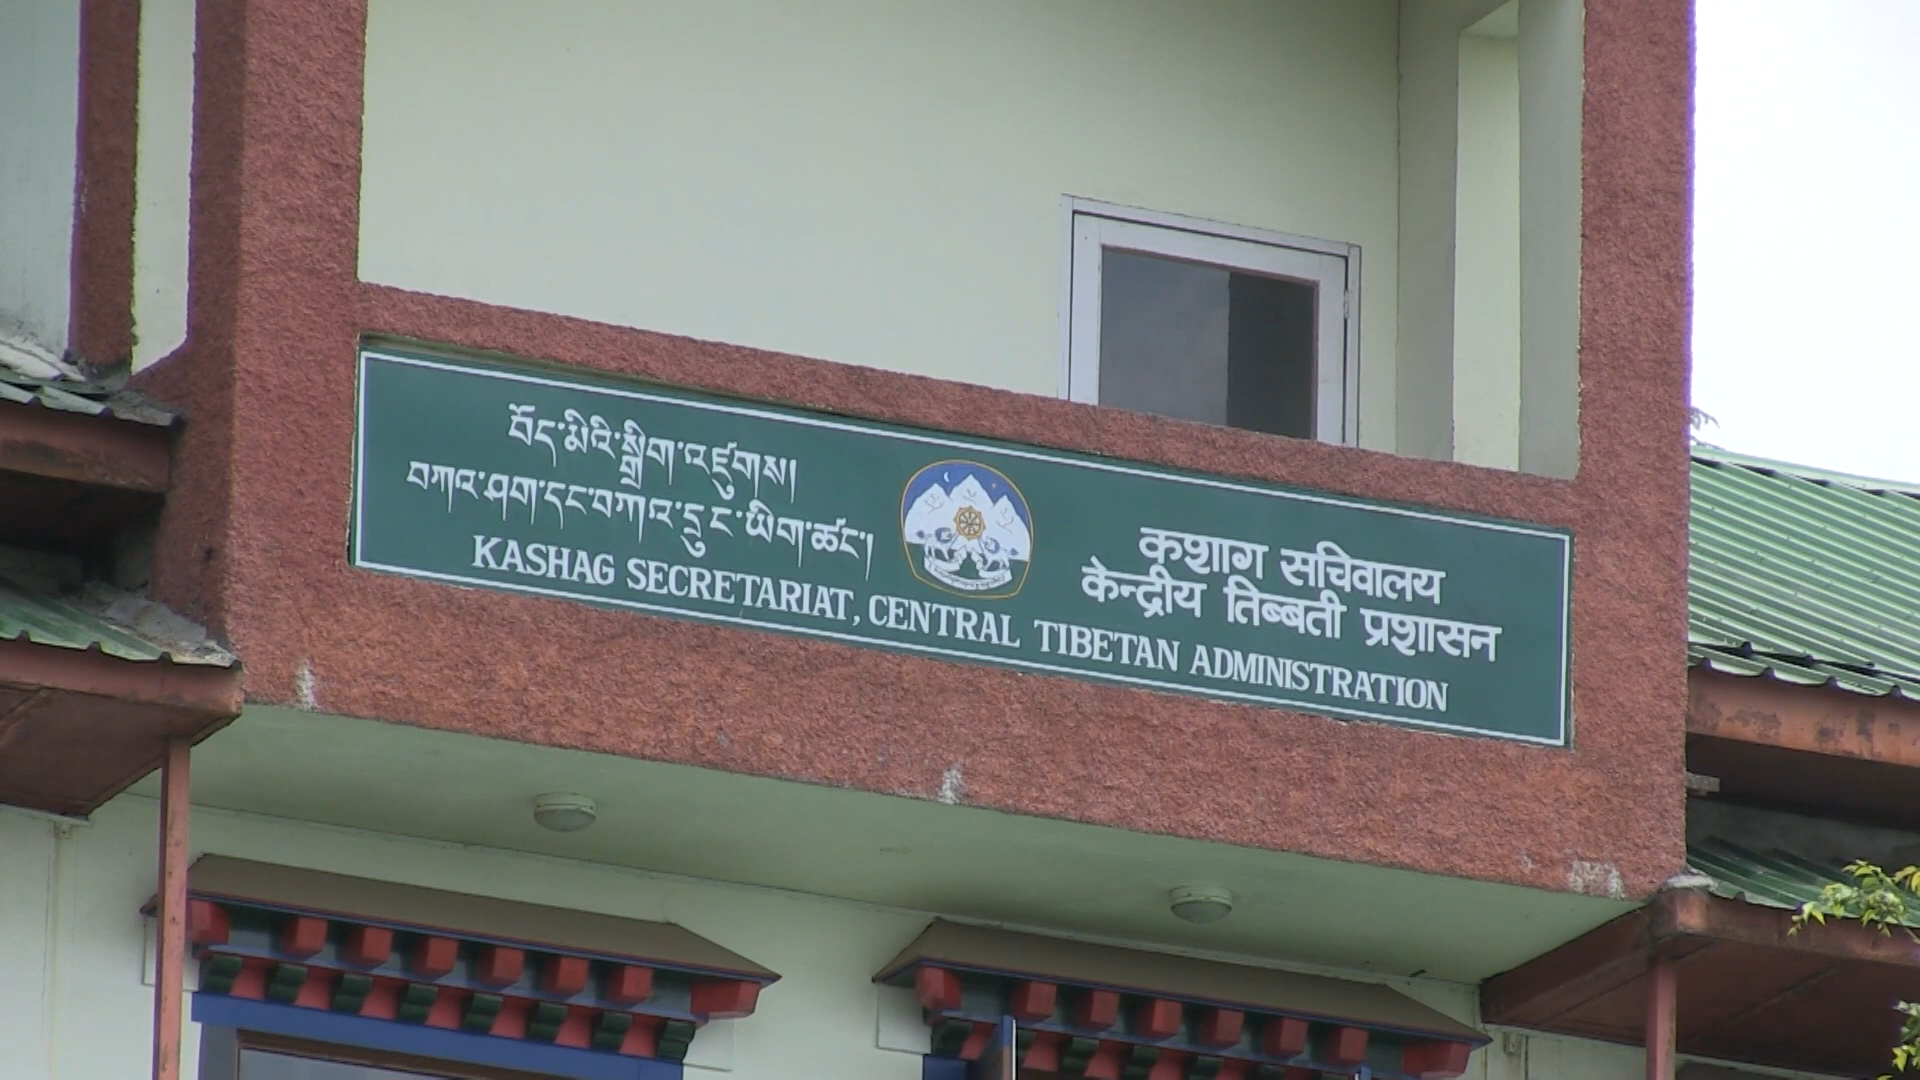 བོད་མིའི་སྒྲིག་འཛུགས།
བཀའ་ཤག་དང་བཀའ་དྲུང་ཡིག་ཚང་།
कशाग सचिवालय
केन्द्रीय तिब्बती प्रशासन
KASHAG SECRETARIAT, CENTRAL TIBETAN ADMINISTRATION